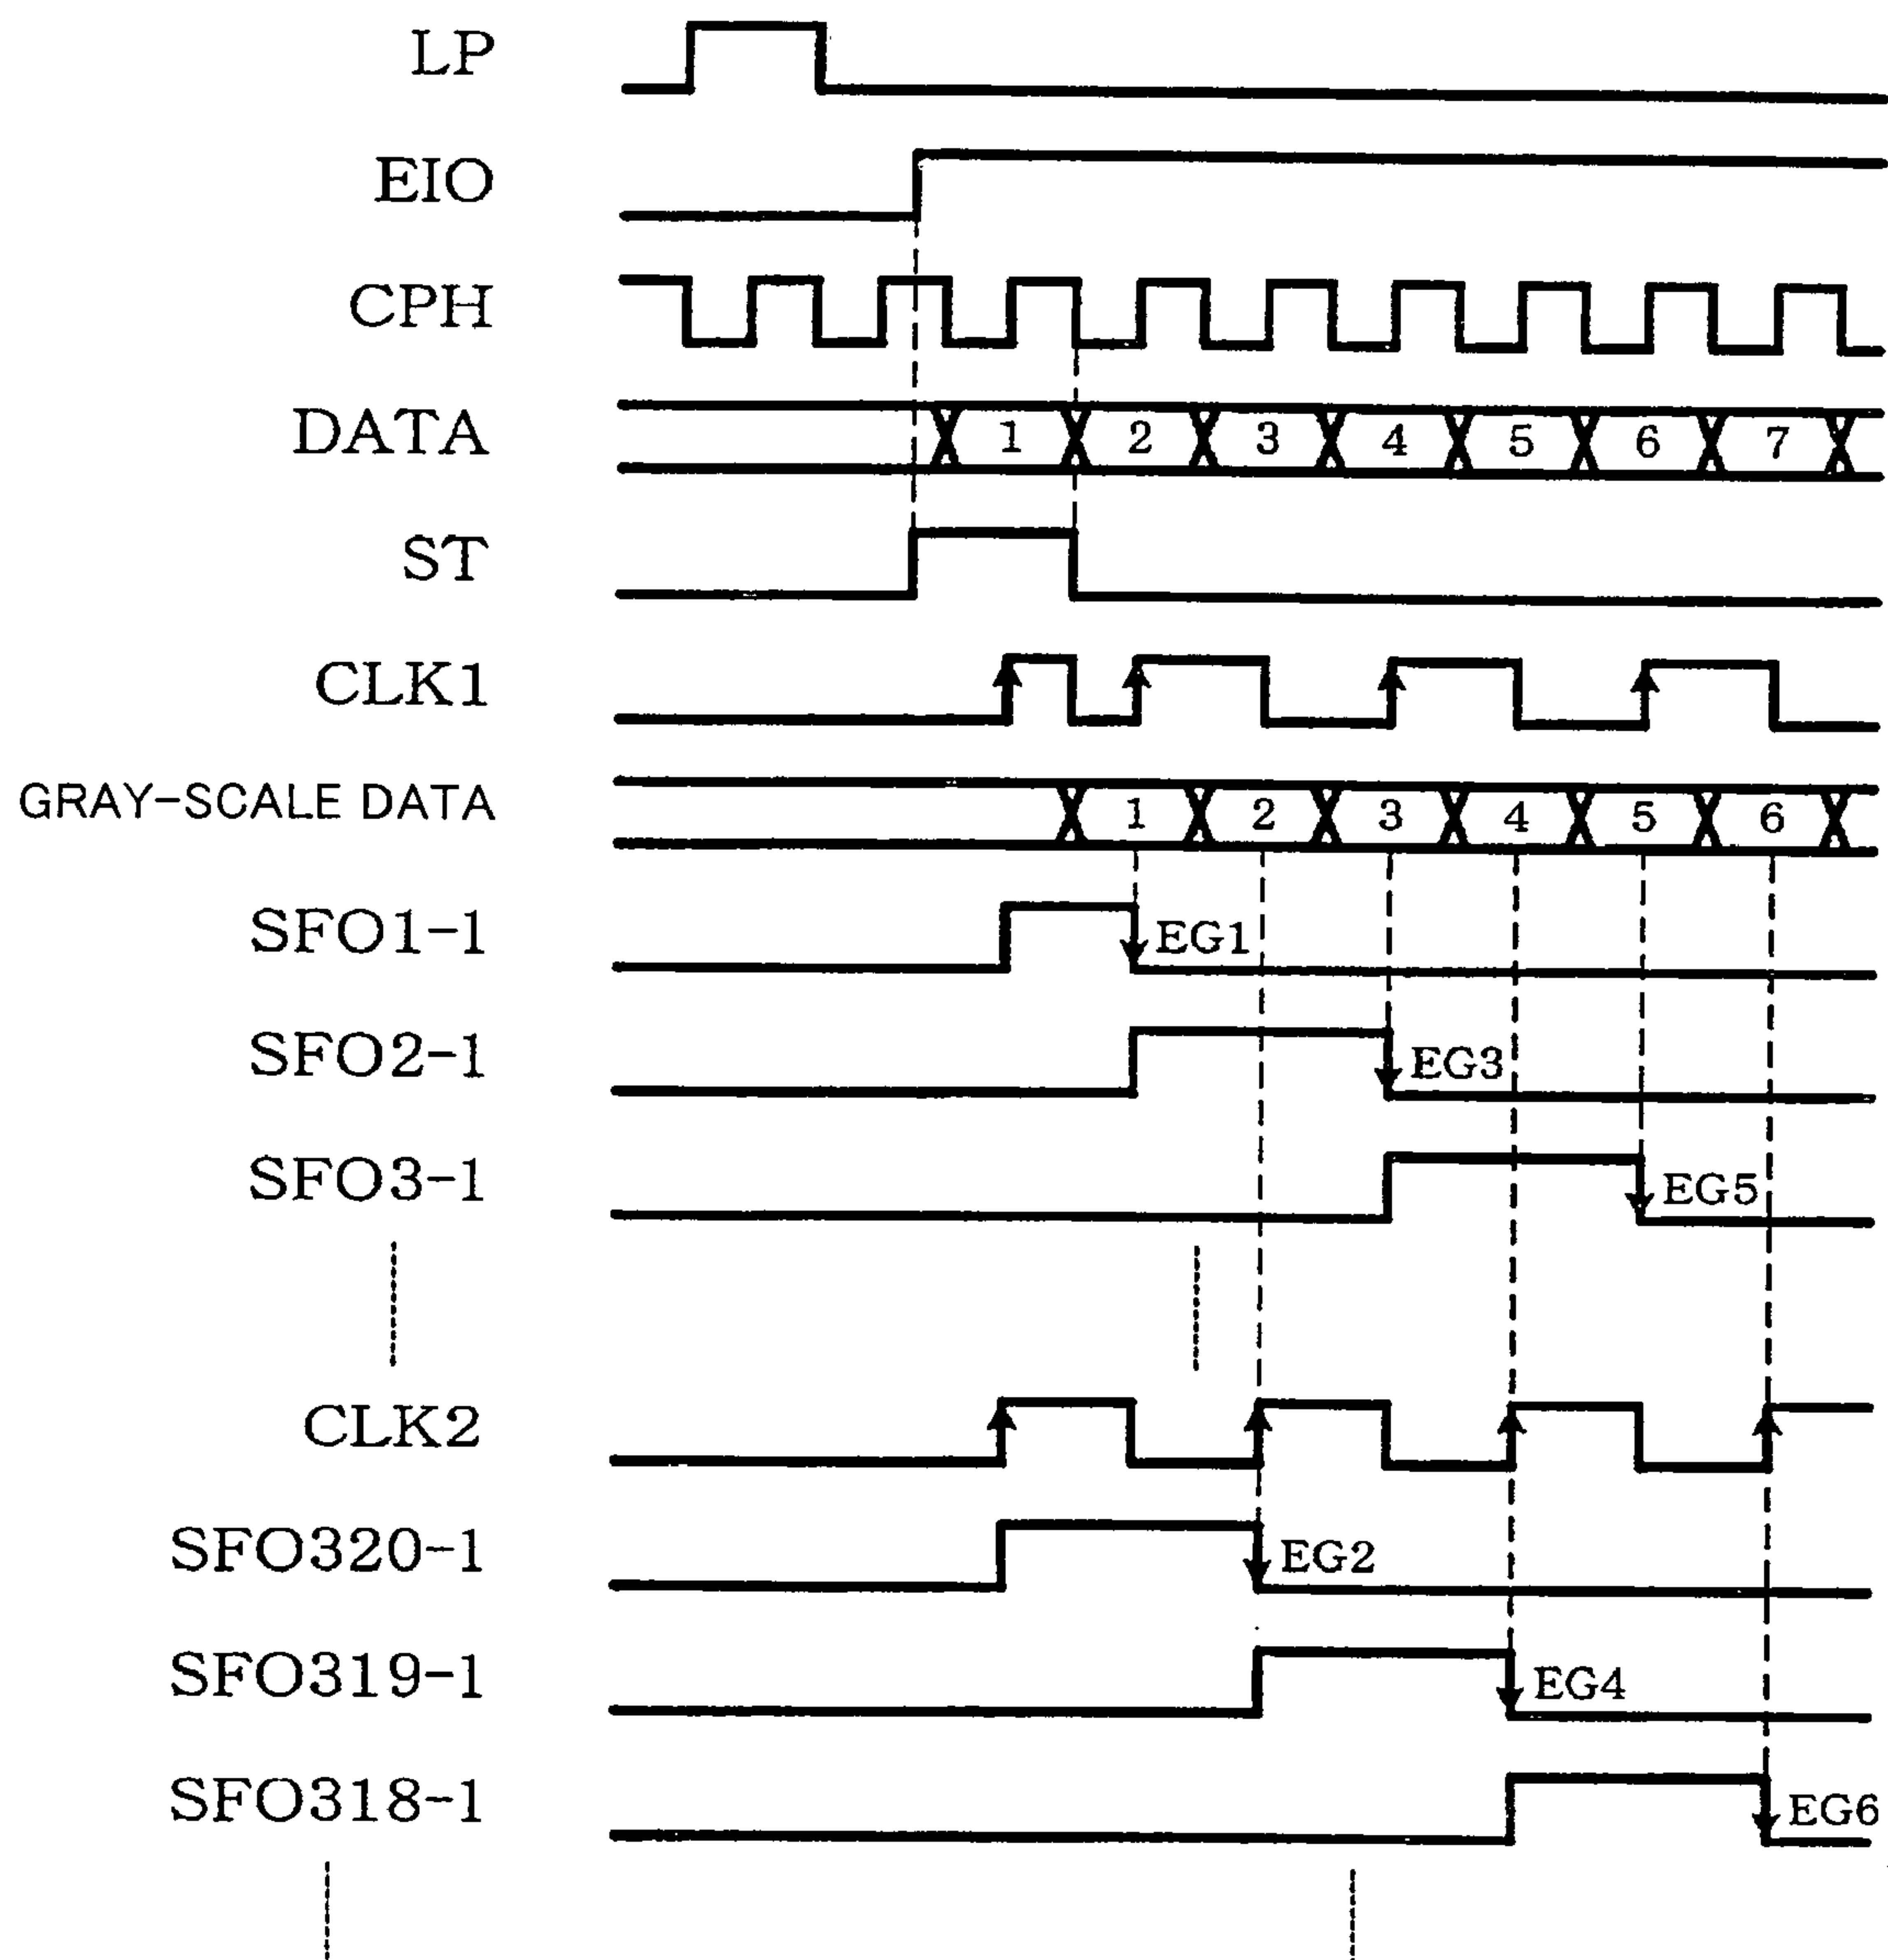 LP
EIO
CPH
DATA 1 2 3 4 5 6 7
ST
CLK1
GRAY-SCALE DATA 1 2 3 4 5 6
SFO1-1 EG1
SFO2-1 EG3
SFO3-1 EG5
CLK2
SFO320-1 EG2
SFO319-1 EG4
SFO318-1 EG6